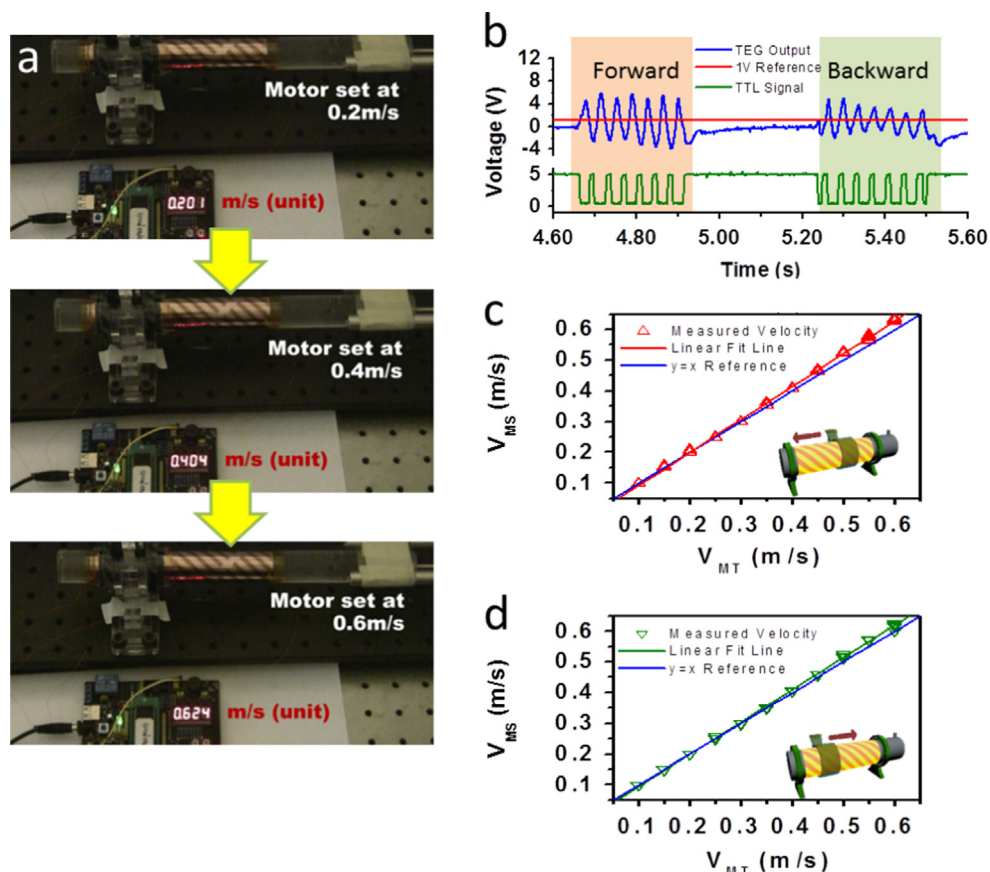 a
Motor set at
0.2m/s
0.201
m/s (unit)
Motor set at
0.4m/s
0.404
m/s (unit)
Motor set at
0.6m/s
0.624
m/s (unit)
b
TEG Output
1V Reference
TTL Signal
Forward
Backward
Voltage (V)
12
8
4
0
-4
5
0
4.60 4.80 5.00 5.20 5.40 5.60
Time (s)
c
Measured Velocity
Linear Fit Line
y=x Reference
V MS (m/s)
0.6
0.5
0.4
0.3
0.2
0.1
0.1 0.2 0.3 0.4 0.5 0.6
V MT (m/s)
d
Measured Velocity
Linear Fit Line
y=x Reference
V MS (m/s)
0.6
0.5
0.4
0.3
0.2
0.1
0.1 0.2 0.3 0.4 0.5 0.6
V MT (m/s)